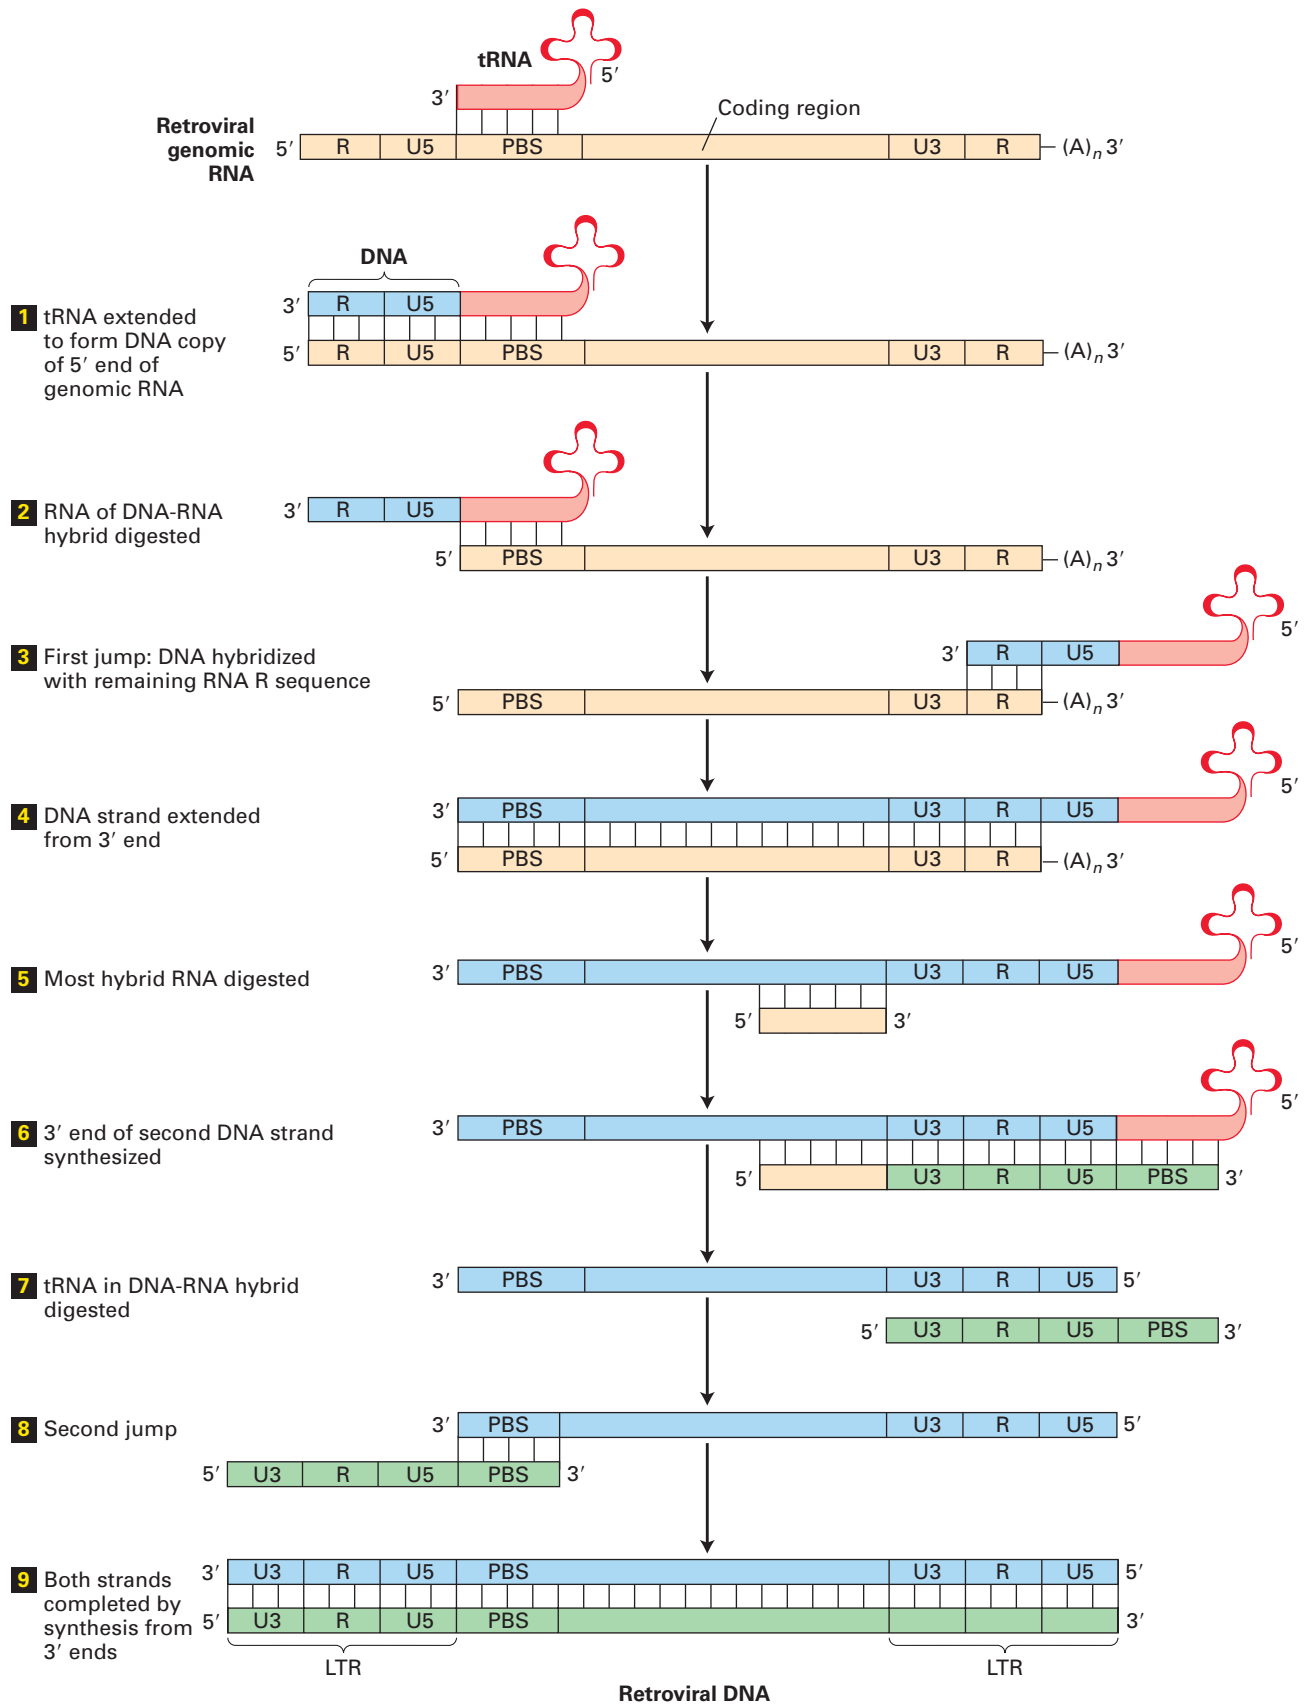 tRNA
5′
3′
Coding region
Retroviral
genomic
RNA
5′ R U5 PBS U3 R (A)n 3′
DNA
3′ R U5
5′ R U5 PBS U3 R (A)n 3′
1 tRNA extended
to form DNA copy
of 5′ end of
genomic RNA
3′ R U5
5′ PBS U3 R (A)n 3′
2 RNA of DNA-RNA
hybrid digested
5′
3′ R U5
5′ PBS U3 R (A)n 3′
3 First jump: DNA hybridized
with remaining RNA R sequence
5′
3′ PBS U3 R U5
5′ PBS U3 R (A)n 3′
4 DNA strand extended
from 3′ end
5′
3′ PBS U3 R U5
5′ 3′
5 Most hybrid RNA digested
5′
3′ PBS U3 R U5
5′ U3 R U5 PBS 3′
6 3′ end of second DNA strand
synthesized
3′ PBS U3 R U5 5′
5′ U3 R U5 PBS 3′
7 tRNA in DNA-RNA hybrid
digested
3′ PBS U3 R U5 5′
5′ U3 R U5 PBS 3′
8 Second jump
3′ U3 R U5 PBS U3 R U5 5′
5′ U3 R U5 PBS 3′
9 Both strands
completed by
synthesis from
3′ ends
LTR LTR
Retroviral DNA